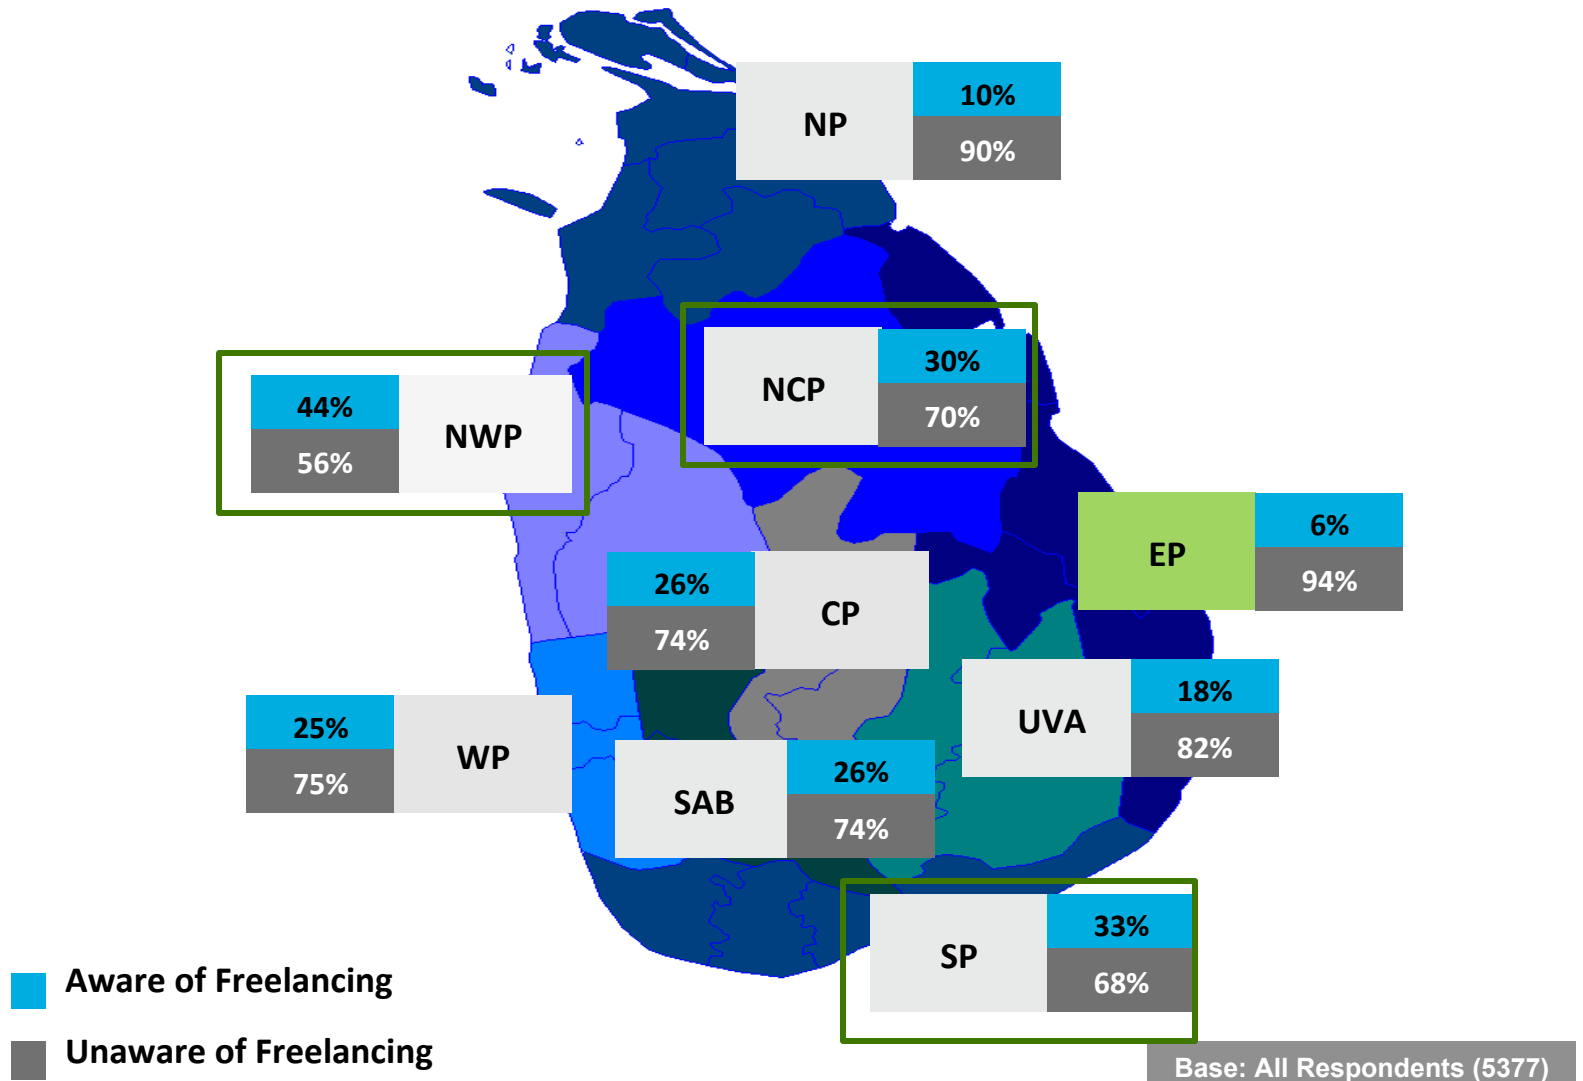 NP
10%
90%
NCP
30%
70%
44%
56%
NWP
EP
6%
94%
26%
74%
CP
UVA
18%
82%
25%
75%
WP
SAB
26%
74%
SP
33%
68%
Aware of Freelancing
Unaware of Freelancing
Base: All Respondents (5377)